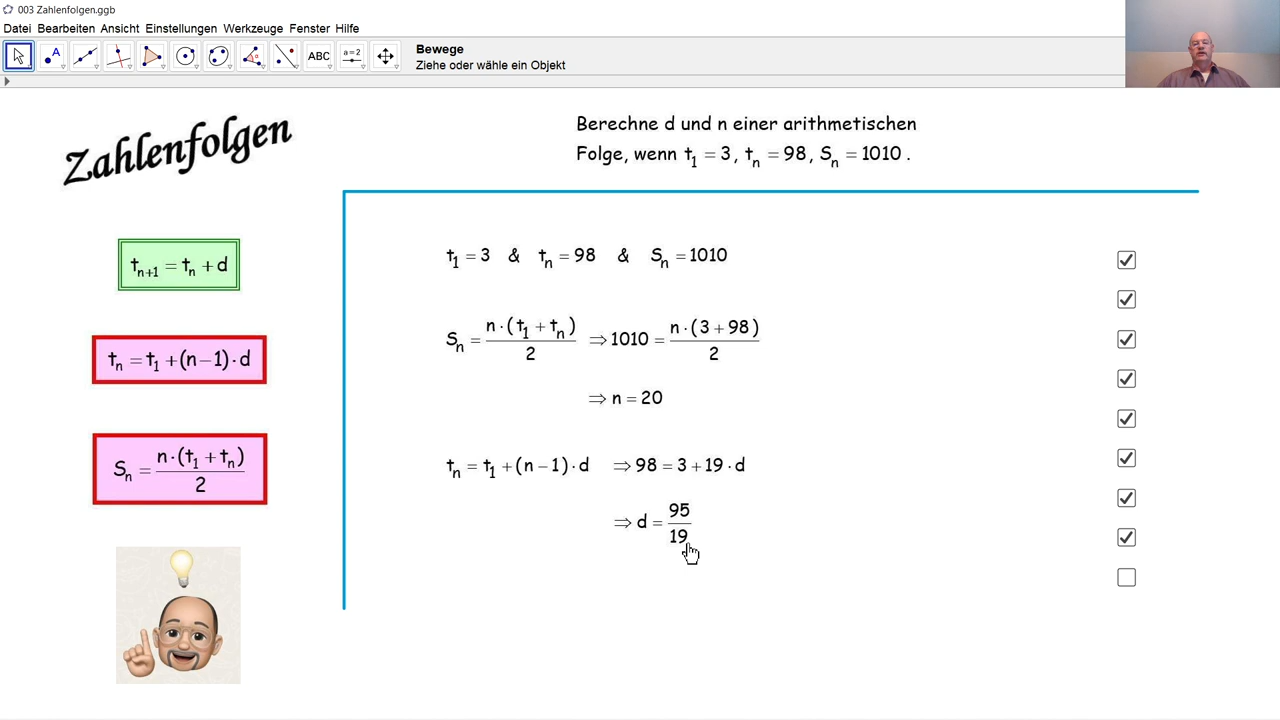 003 Zahlenfolgen.ggb
Datei Bearbeiten Ansicht Einstellungen Werkzeuge Fenster Hilfe
A
ABC
a=2
Bewege
Ziehe oder wähle ein Objekt
Zahlenfolgen
Berechne d und n einer arithmetischen
Folge, wenn t₁ = 3, tₙ = 98, Sₙ = 1010 .
tₙ₊₁ = tₙ + d
tₙ = t₁ + (n − 1) · d
Sₙ = n · (t₁ + tₙ) / 2
t₁ = 3 & tₙ = 98 & Sₙ = 1010
Sₙ = n · (t₁ + tₙ) / 2 ⇒ 1010 = n · (3 + 98) / 2
⇒ n = 20
tₙ = t₁ + (n − 1) · d ⇒ 98 = 3 + 19 · d
⇒ d = 95 / 19